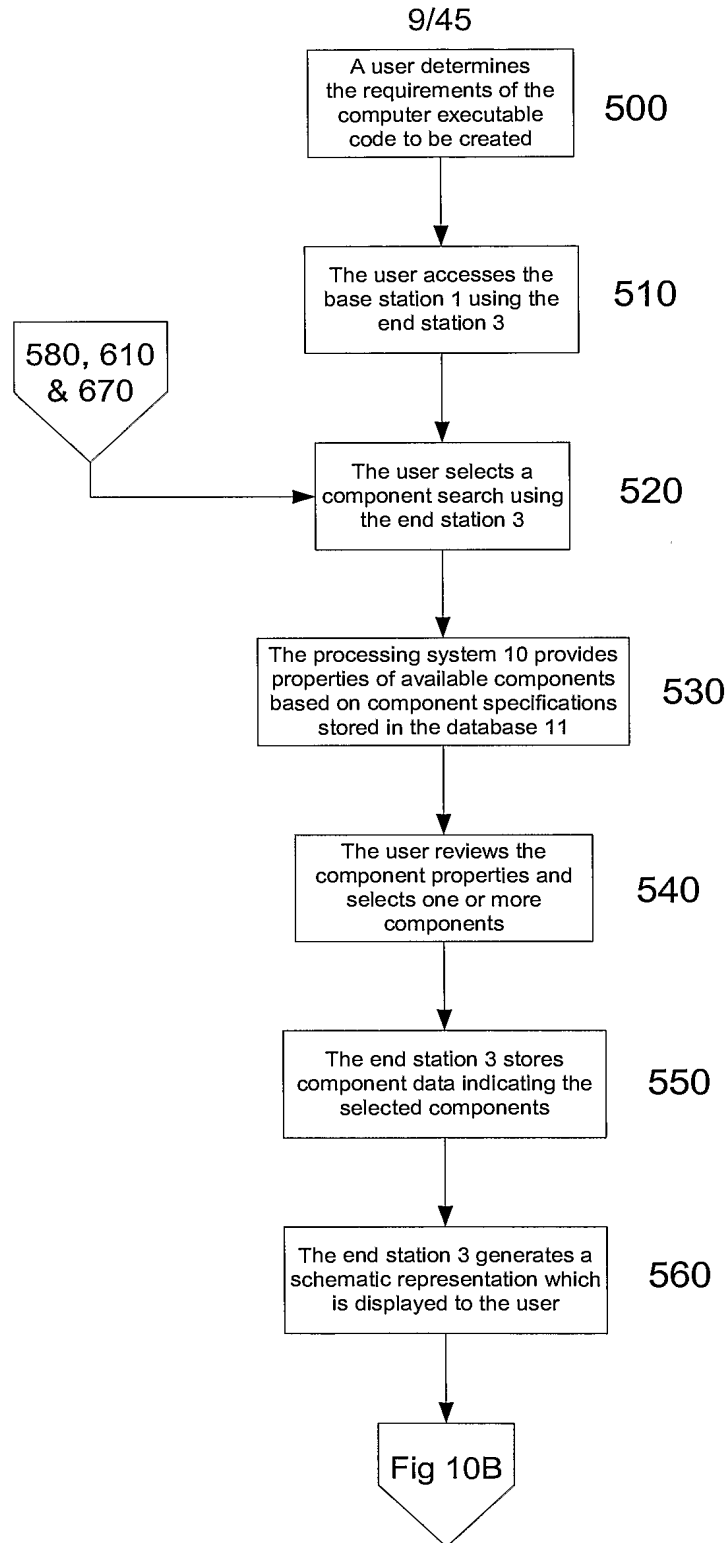 9/45
A user determines
the requirements of the
computer executable
code to be created
500
The user accesses the
base station 1 using the
end station 3
510
580, 610
& 670
The user selects a
component search using
the end station 3
520
The processing system 10 provides
properties of available components
based on component specifications
stored in the database 11
530
The user reviews the
component properties and
selects one or more
components
540
The end station 3 stores
component data indicating the
selected components
550
The end station 3 generates a
schematic representation which
is displayed to the user
560
Fig 10B